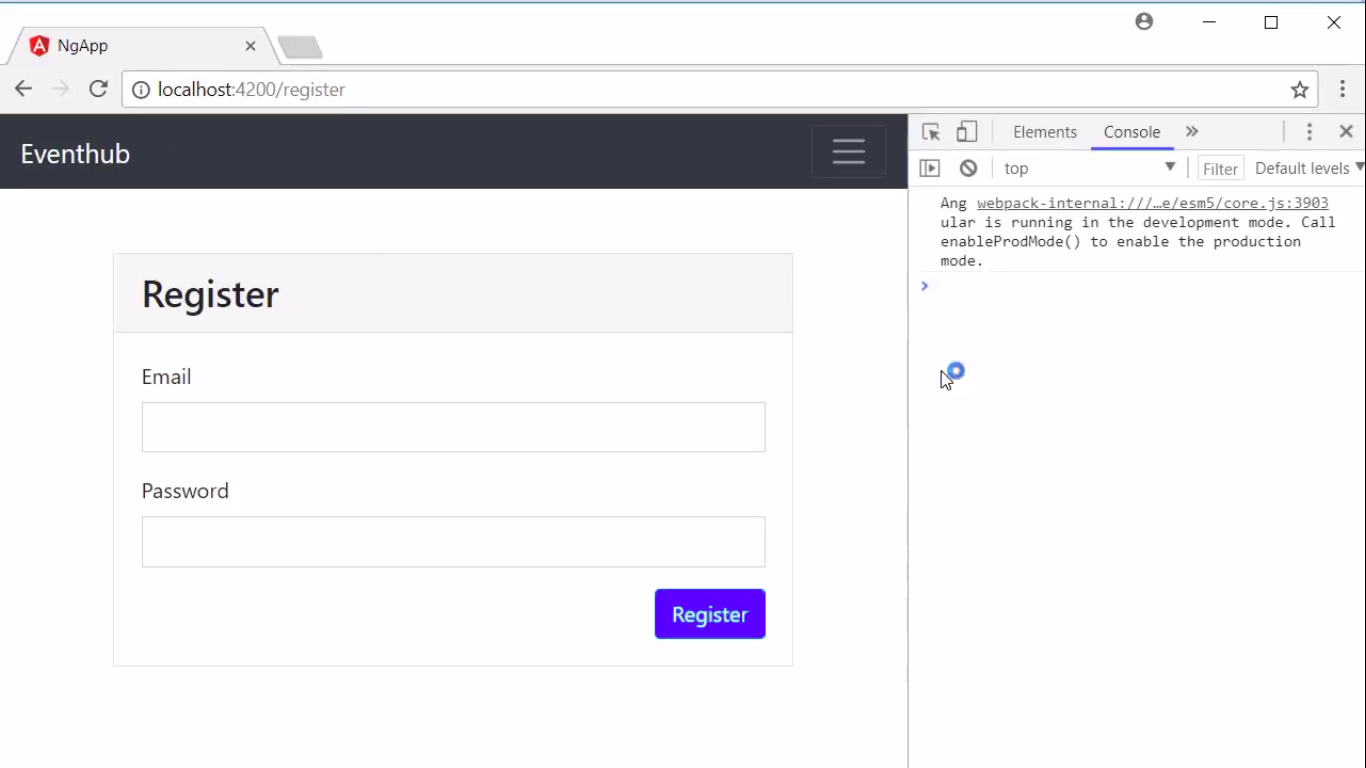 NgApp
localhost:4200/register
Eventhub
Elements Console »
top Filter Default levels
Ang webpack-internal:///…e/esm5/core.js:3903
ular is running in the development mode. Call
enableProdMode() to enable the production
mode.
Register
Email
Password
Register